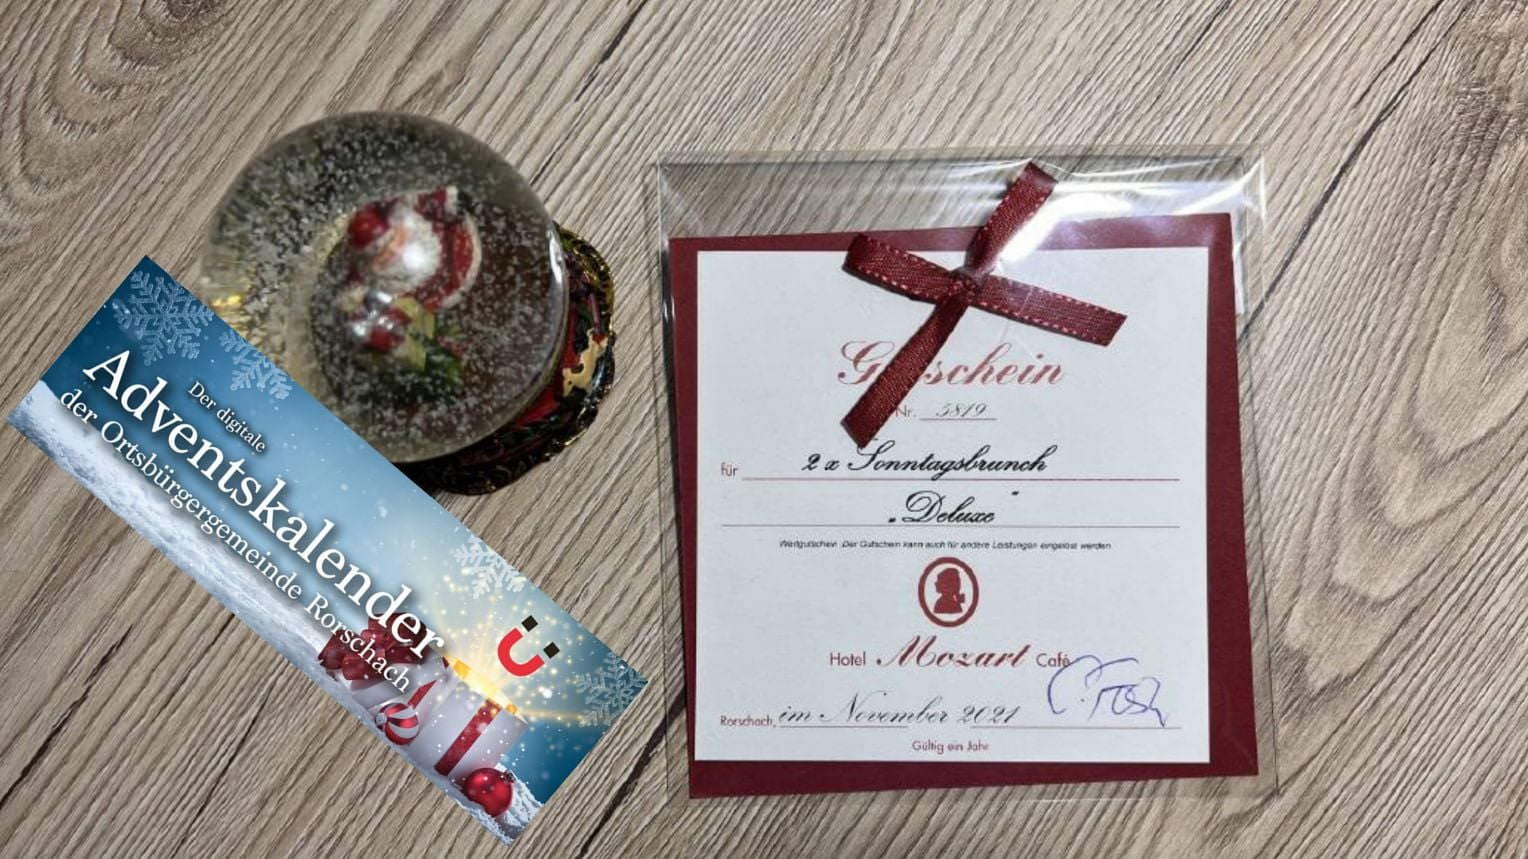 Der digitale
Adventskalender
der Ortsbürgergemeinde Rorschach
Gutschein
Nr. 5819
für 2 x Sonntagsbrunch
„Deluxe"
Wertgutschein :Der Gutschein kann auch für andere Leistungen eingelöst werden.
Hotel Mozart Café
Rorschach, im November 2021
Gültig ein Jahr